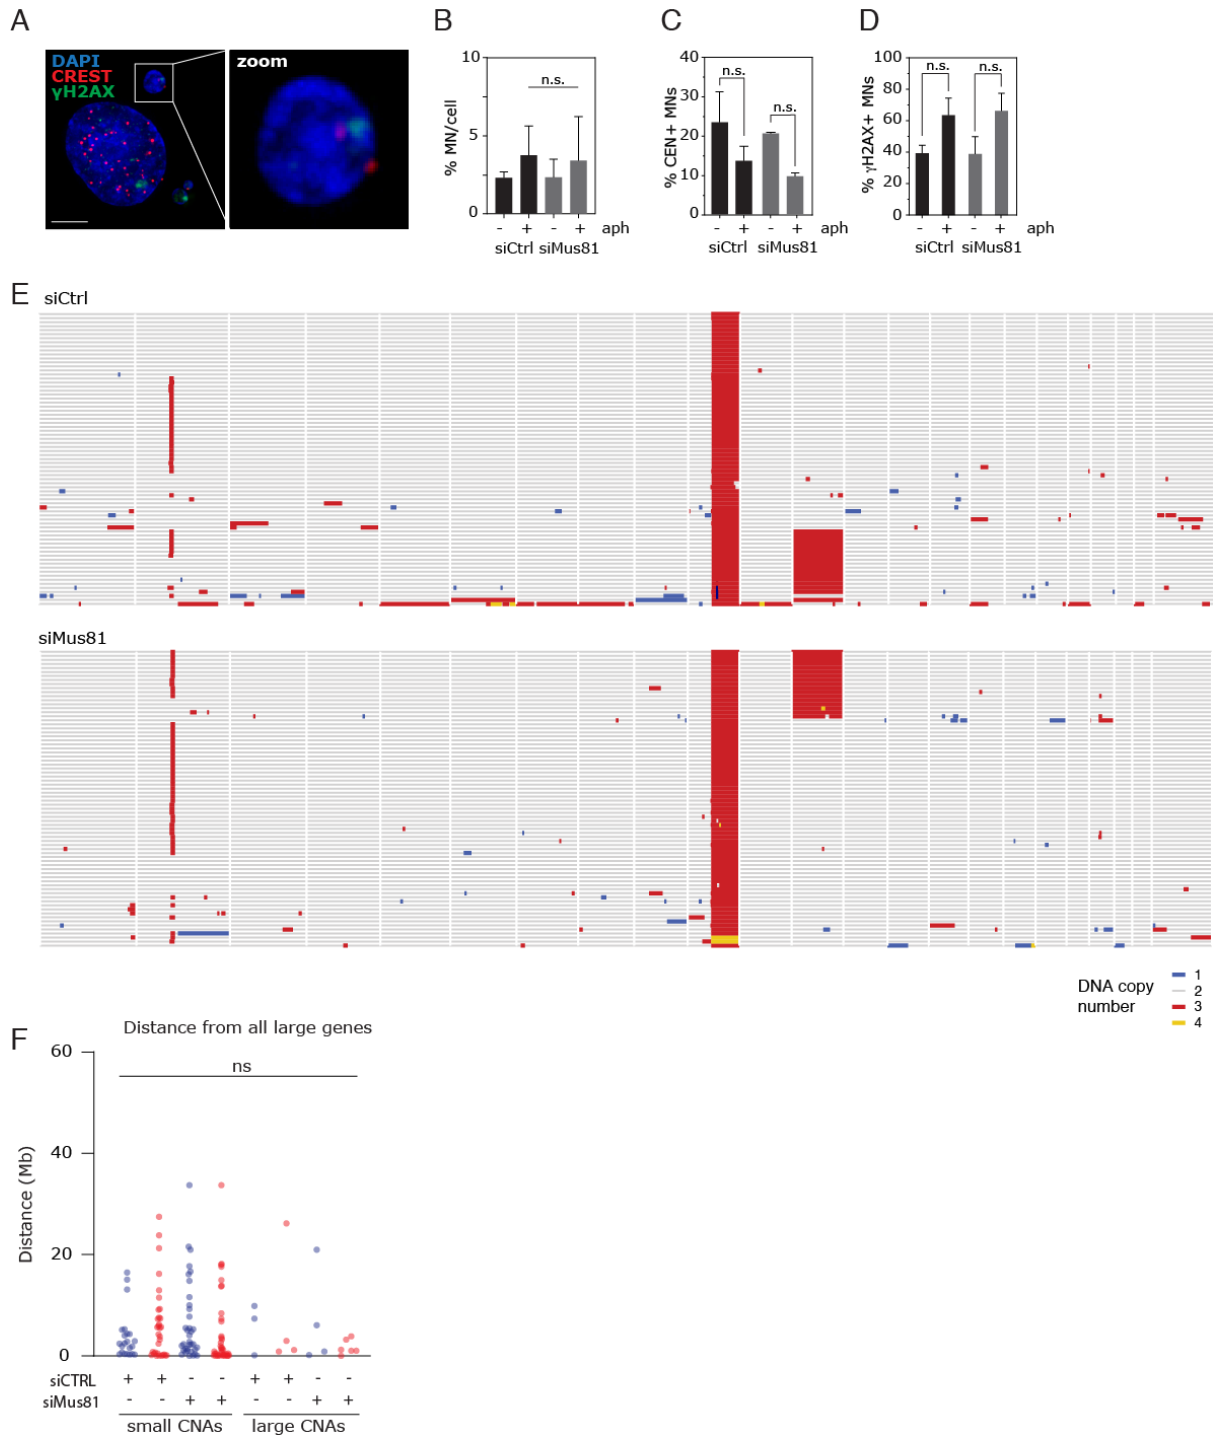 A
DAPI
CREST
γH2AX
zoom
B
10
5
0
% MN/cell
n.s.
- + - + aph
siCtrl siMus81
C
40
30
20
10
0
% CEN+ MNs
n.s.
n.s.
- + - + aph
siCtrl siMus81
D
100
80
60
40
20
0
% γH2AX+ MNs
n.s.
n.s.
- + - + aph
siCtrl siMus81
E
siCtrl
siMus81
DNA copy
number
1
2
3
4
F
Distance from all large genes
60
40
20
0
Distance (Mb)
ns
siCTRL + + - - + + - -
siMus81 - - + + - - + +
small CNAs large CNAs